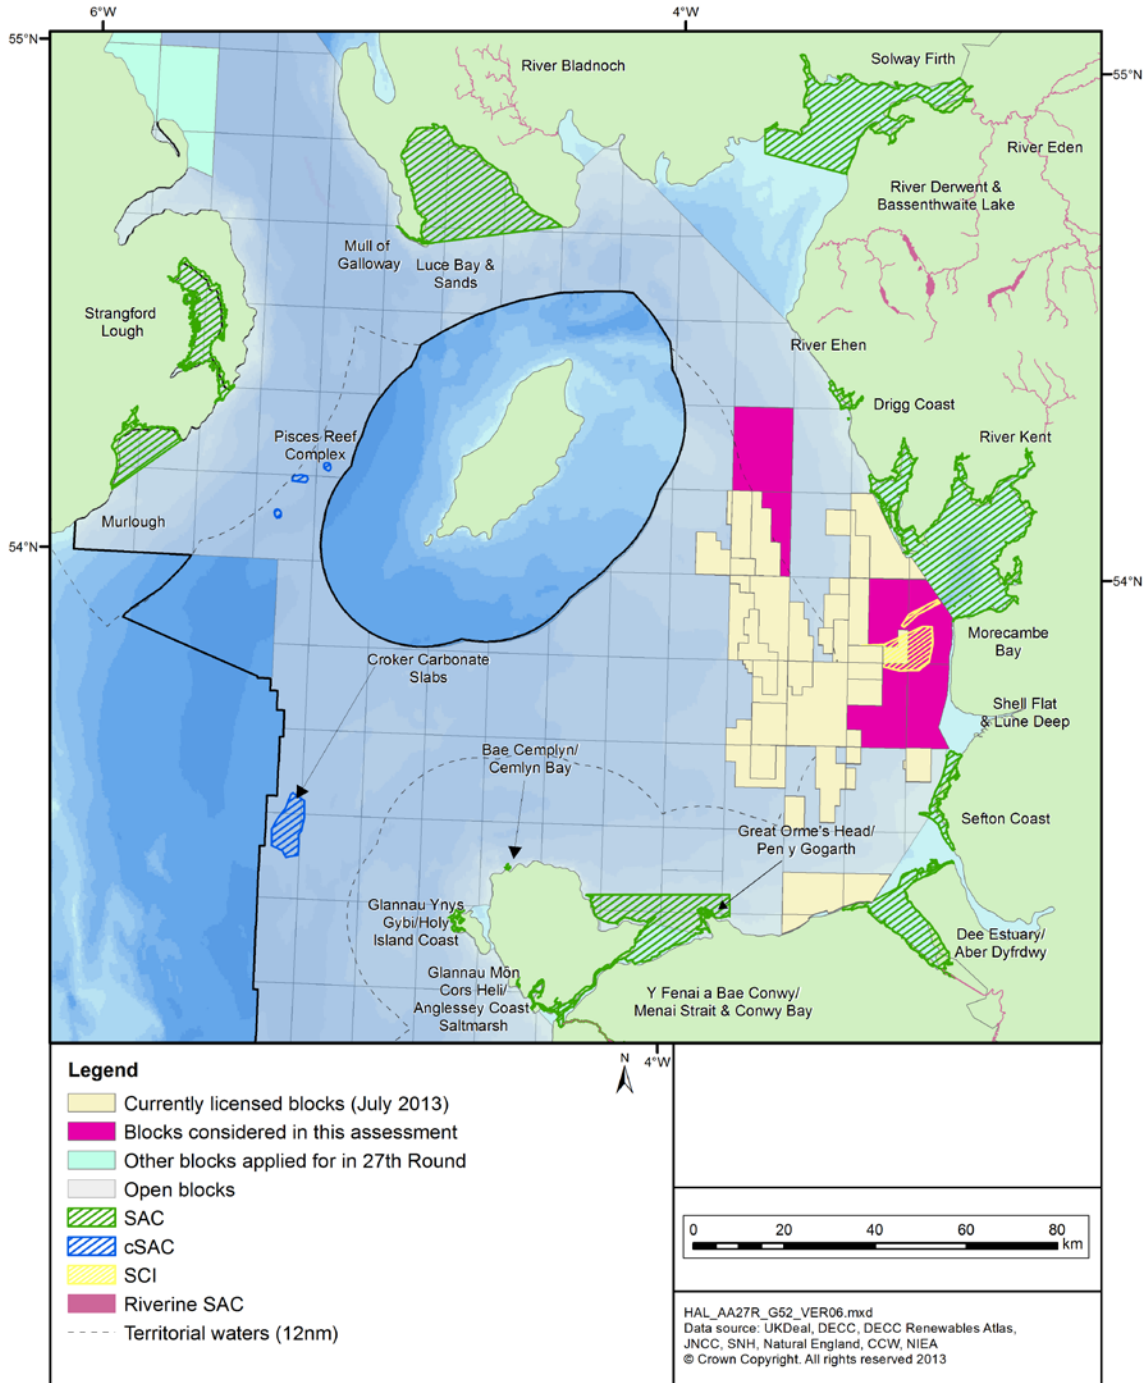 6°W
4°W
55°N
55°N
River Bladnoch
Solway Firth
River Eden
River Derwent &
Bassenthwaite Lake
Mull of
Galloway
Luce Bay &
Sands
Strangford
Lough
River Ehen
Drigg Coast
River Kent
Pisces Reef
Complex
Murlough
54°N
54°N
Morecambe
Bay
Croker Carbonate
Slabs
Shell Flat
& Lune Deep
Bae Cemplyn/
Cemlyn Bay
Sefton Coast
Great Orme's Head/
Pen y Gogarth
Glannau Ynys
Gybi/Holy
Island Coast
Dee Estuary/
Aber Dyfrdwy
Glannau Môn
Cors Heli/
Anglessey Coast
Saltmarsh
Y Fenai a Bae Conwy/
Menai Strait & Conwy Bay
N
4°W
Legend
Currently licensed blocks (July 2013)
Blocks considered in this assessment
Other blocks applied for in 27th Round
Open blocks
SAC
cSAC
SCI
Riverine SAC
Territorial waters (12nm)
0 20 40 60 80
km
HAL_AA27R_G52_VER06.mxd
Data source: UKDeal, DECC, DECC Renewables Atlas,
JNCC, SNH, Natural England, CCW, NIEA
© Crown Copyright. All rights reserved 2013